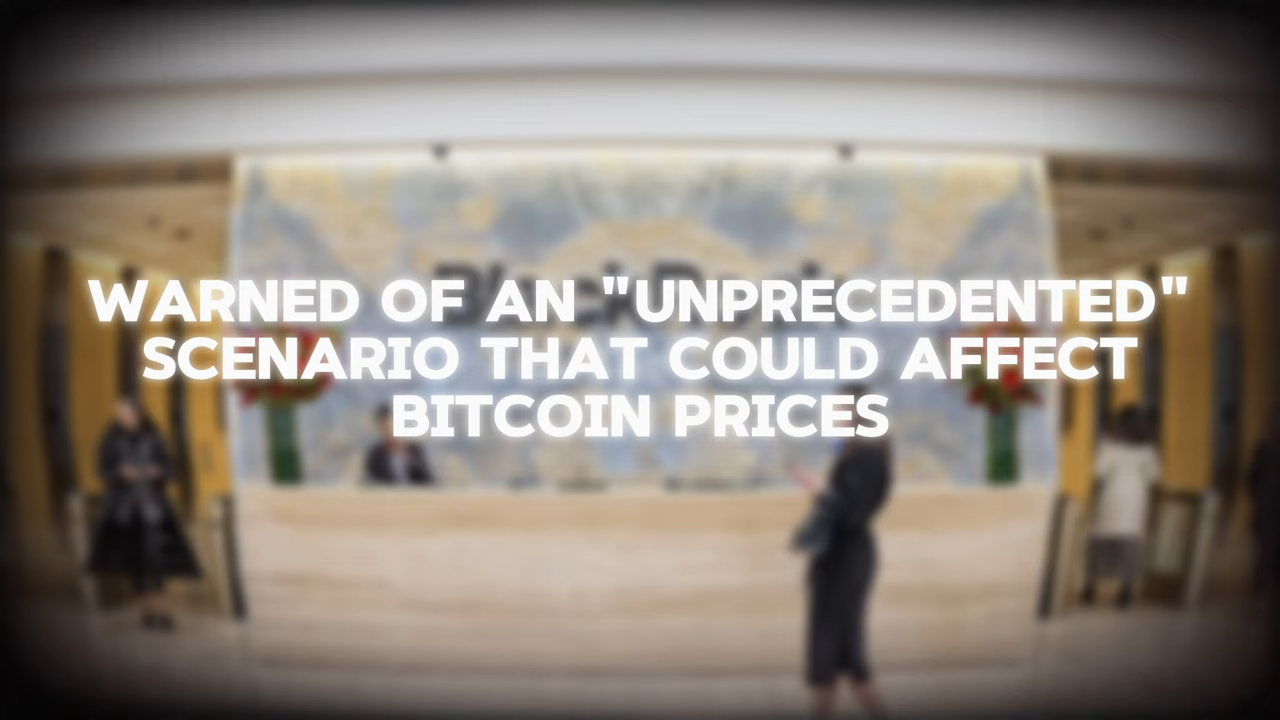 WARNED OF AN "UNPRECEDENTED"
SCENARIO THAT COULD AFFECT
BITCOIN PRICES